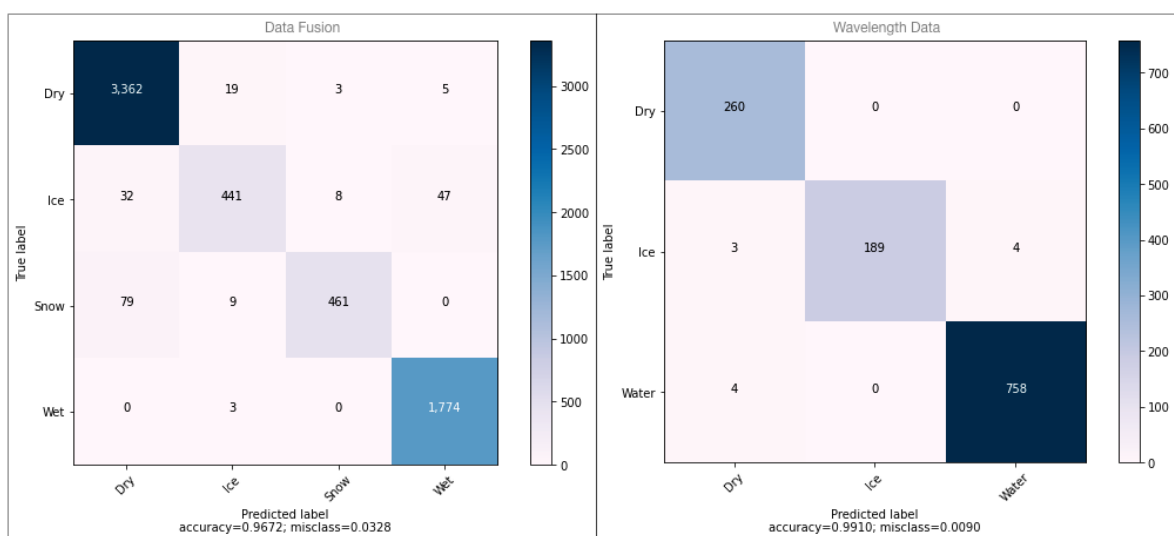 Data Fusion
Dry 3,362 19 3 5
Ice 32 441 8 47
Snow 79 9 461 0
Wet 0 3 0 1,774
True label
Dry Ice Snow Wet
Predicted label
accuracy=0.9672; misclass=0.0328
3000
2500
2000
1500
1000
500
0
Wavelength Data
Dry 260 0 0
Ice 3 189 4
Water 4 0 758
True label
Dry Ice Water
Predicted label
accuracy=0.9910; misclass=0.0090
700
600
500
400
300
200
100
0